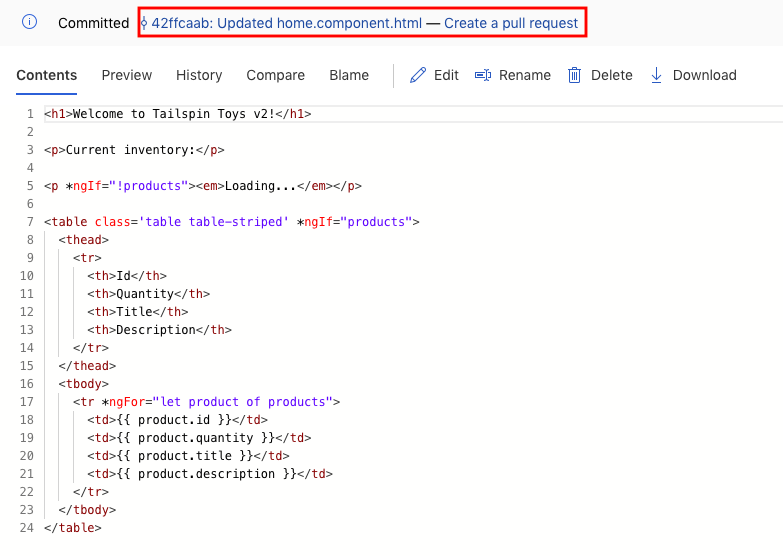 Committed 42ffcaab: Updated home.component.html — Create a pull request
Contents Preview History Compare Blame Edit Rename Delete Download
1 <h1>Welcome to Tailspin Toys v2!</h1>
2
3 <p>Current inventory:</p>
4
5 <p *ngIf="!products"><em>Loading...</em></p>
6
7 <table class='table table-striped' *ngIf="products">
8   <thead>
9     <tr>
10       <th>Id</th>
11       <th>Quantity</th>
12       <th>Title</th>
13       <th>Description</th>
14     </tr>
15   </thead>
16   <tbody>
17     <tr *ngFor="let product of products">
18       <td>{{ product.id }}</td>
19       <td>{{ product.quantity }}</td>
20       <td>{{ product.title }}</td>
21       <td>{{ product.description }}</td>
22     </tr>
23   </tbody>
24 </table>